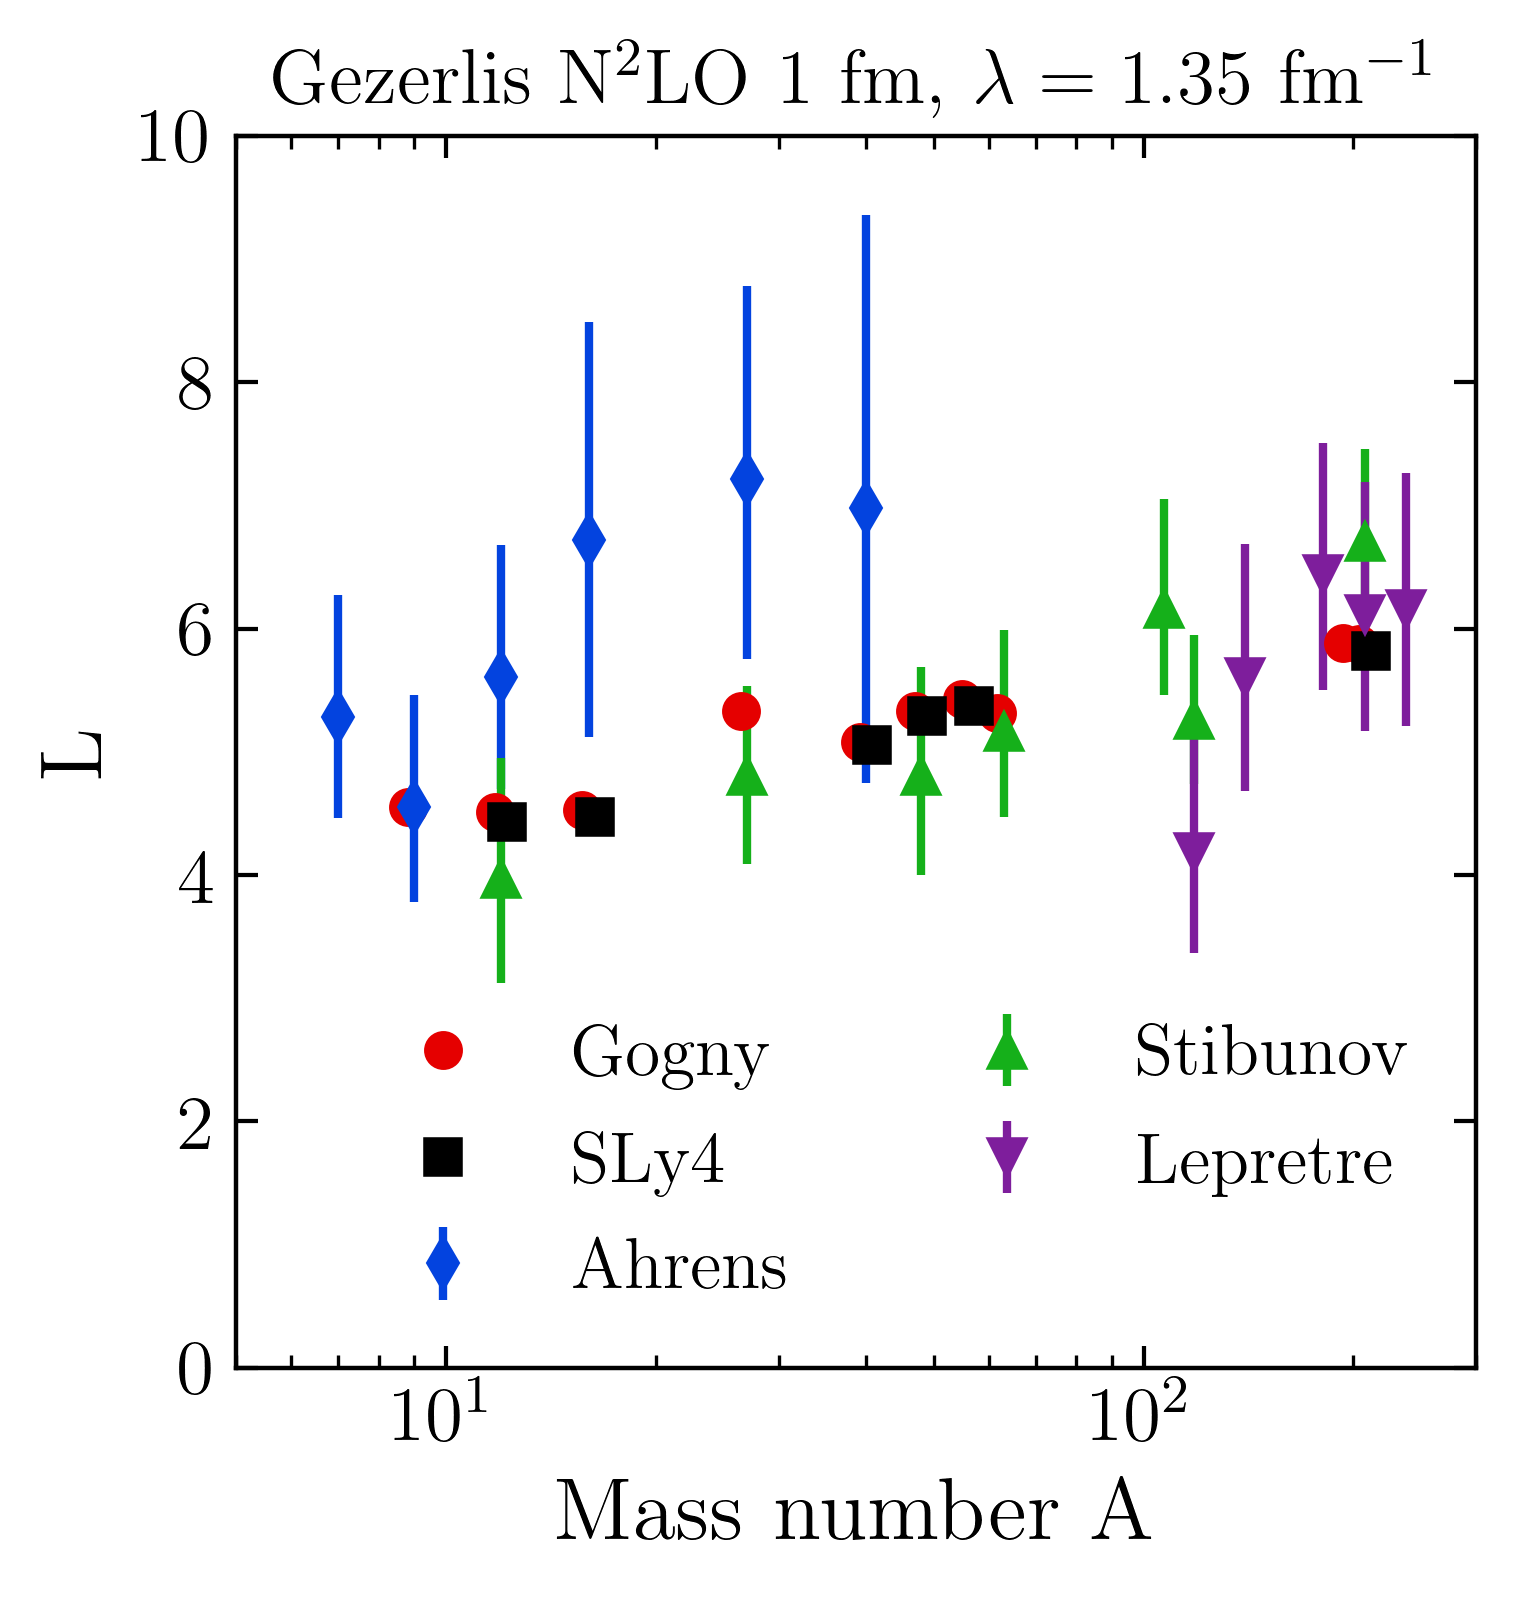 Gezerlis N²LO 1 fm, λ = 1.35 fm⁻¹
10
8
6
4
2
0
L
10¹
10²
Mass number A
Gogny
SLy4
Ahrens
Stibunov
Lepretre